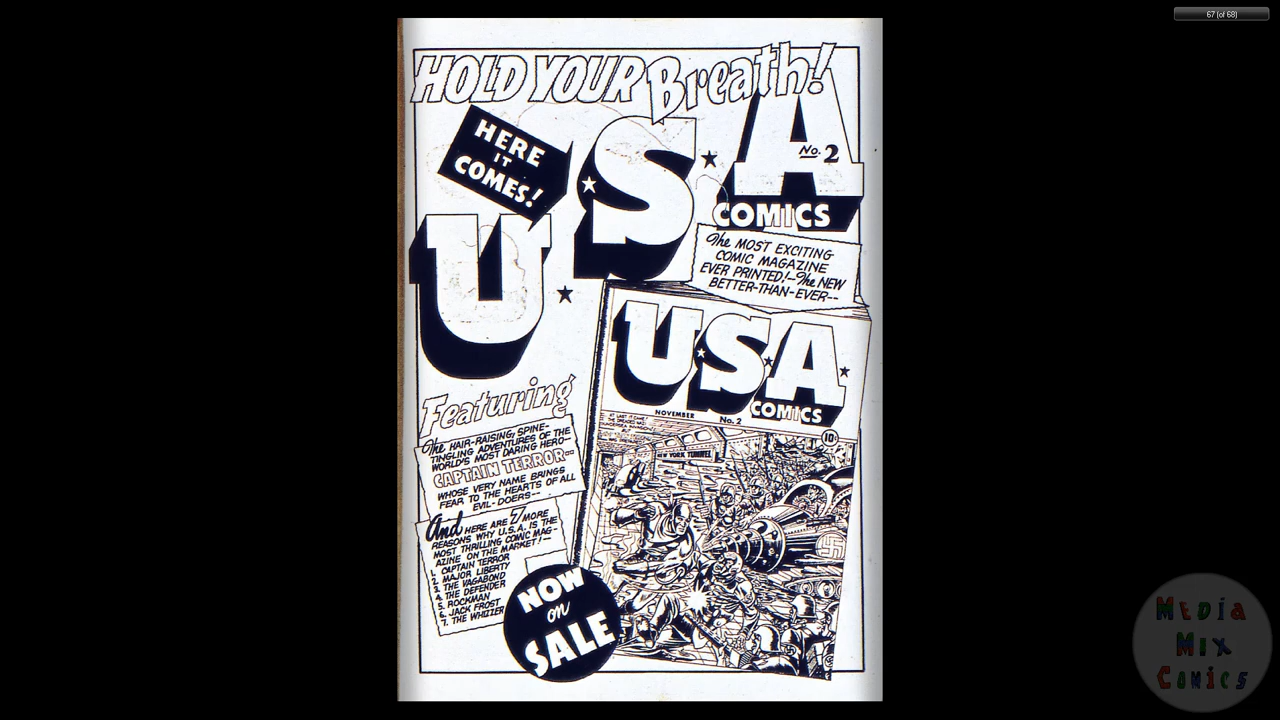 67 (of 68)
HOLD YOUR Breath!
HERE
IT
COMES!
U.S.A
No. 2
COMICS
The MOST EXCITING
COMIC MAGAZINE
EVER PRINTED!—The NEW
BETTER-THAN-EVER--
U.S.A.
COMICS
NOVEMBER No. 2
AT LAST IT CAME!
10¢
NEW YORK TUNNEL
Featuring
The HAIR-RAISING, SPINE-
TINGLING ADVENTURES OF THE
WORLD'S MOST DARING HERO—
CAPTAIN TERROR--
WHOSE VERY NAME BRINGS
FEAR TO THE HEARTS OF ALL
EVIL-DOERS--
And HERE ARE 7 MORE
REASONS WHY U.S.A. IS THE
MOST THRILLING COMIC MAG-
AZINE ON THE MARKET!—
1. CAPTAIN TERROR
2. MAJOR LIBERTY
3. THE VAGABOND
4. THE DEFENDER
5. ROCKMAN
6. JACK FROST
7. THE WHIZZER
NOW
on
SALE
MEDiA
MiX
COMiCS